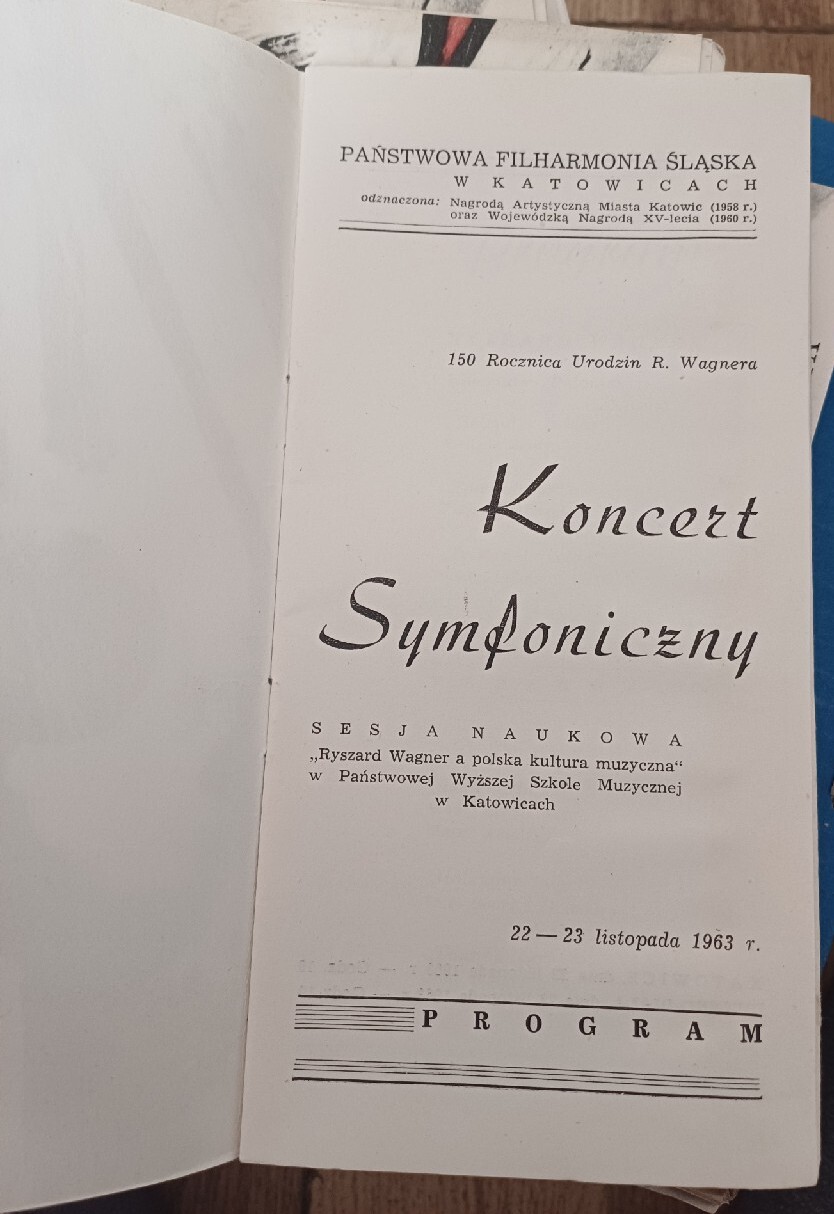 PAŃSTWOWA FILHARMONIA ŚLĄSKA
W KATOWICACH
odznaczona: Nagrodą Artystyczną Miasta Katowic (1958 r.)
oraz Wojewódzką Nagrodą XV-lecia (1960 r.)
150 Rocznica Urodzin R. Wagnera
Koncert
Symfoniczny
SESJA NAUKOWA
„Ryszard Wagner a polska kultura muzyczna“
w Państwowej Wyższej Szkole Muzycznej
w Katowicach
22 — 23 listopada 1963 r.
PROGRAM